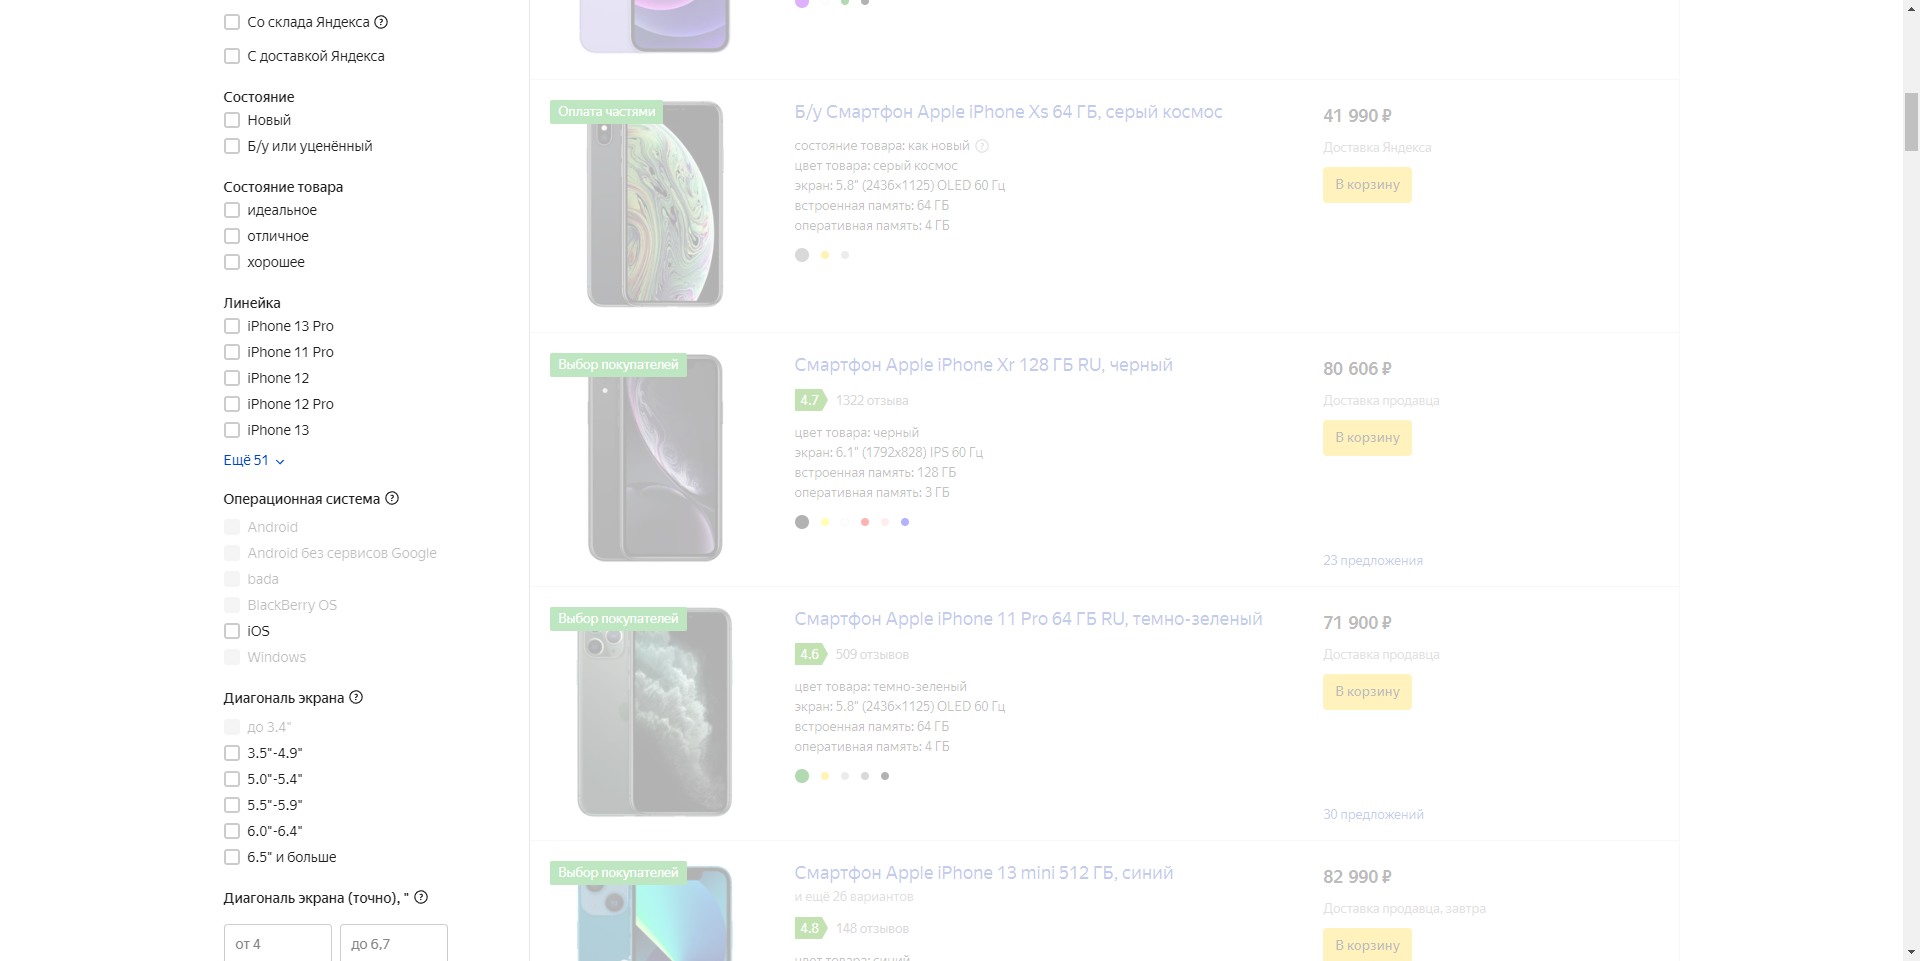 Со склада Яндекса ?
С доставкой Яндекса
Состояние
Новый
Б/у или уценённый
Состояние товара
идеальное
отличное
хорошее
Линейка
iPhone 13 Pro
iPhone 11 Pro
iPhone 12
iPhone 12 Pro
iPhone 13
Ещё 51
Операционная система ?
Android
Android без сервисов Google
bada
BlackBerry OS
iOS
Windows
Диагональ экрана ?
до 3.4"
3.5"-4.9"
5.0"-5.4"
5.5"-5.9"
6.0"-6.4"
6.5" и больше
Диагональ экрана (точно), " ?
от 4
до 6,7
Оплата частями
Б/у Смартфон Apple iPhone Xs 64 ГБ, серый космос
состояние товара: как новый ?
цвет товара: серый космос
экран: 5.8" (2436×1125) OLED 60 Гц
встроенная память: 64 ГБ
оперативная память: 4 ГБ
41 990 ₽
Доставка Яндекса
В корзину
Выбор покупателей
Смартфон Apple iPhone Xr 128 ГБ RU, черный
4.7 1322 отзыва
цвет товара: черный
экран: 6.1" (1792x828) IPS 60 Гц
встроенная память: 128 ГБ
оперативная память: 3 ГБ
80 606 ₽
Доставка продавца
В корзину
23 предложения
Выбор покупателей
Смартфон Apple iPhone 11 Pro 64 ГБ RU, темно-зеленый
4.6 509 отзывов
цвет товара: темно-зеленый
экран: 5.8" (2436×1125) OLED 60 Гц
встроенная память: 64 ГБ
оперативная память: 4 ГБ
71 900 ₽
Доставка продавца
В корзину
30 предложений
Выбор покупателей
Смартфон Apple iPhone 13 mini 512 ГБ, синий
и ещё 26 вариантов
4.8 148 отзывов
цвет товара: синий
82 990 ₽
Доставка продавца, завтра
В корзину